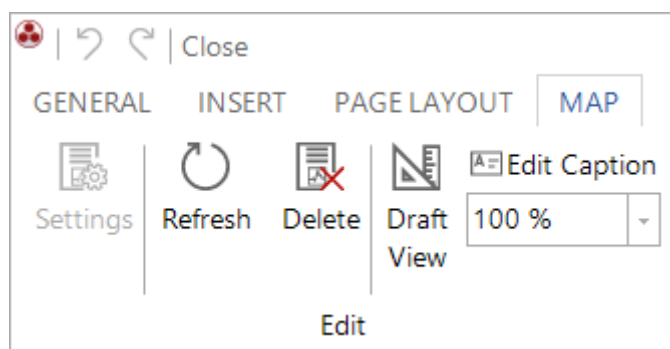 Close
GENERAL INSERT PAGE LAYOUT MAP
A Edit Caption
Settings Refresh Delete Draft View 100 %
Edit